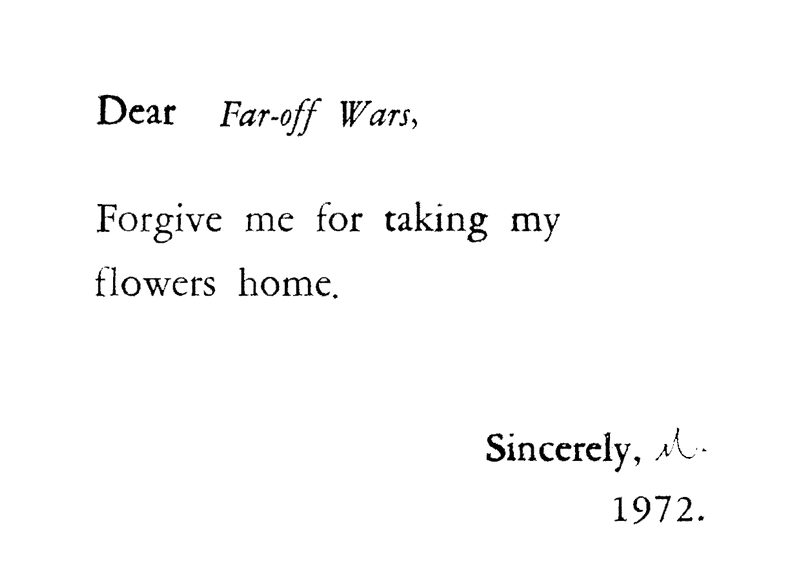 Dear Far-off Wars,
Forgive me for taking my
flowers home.
Sincerely,
1972.